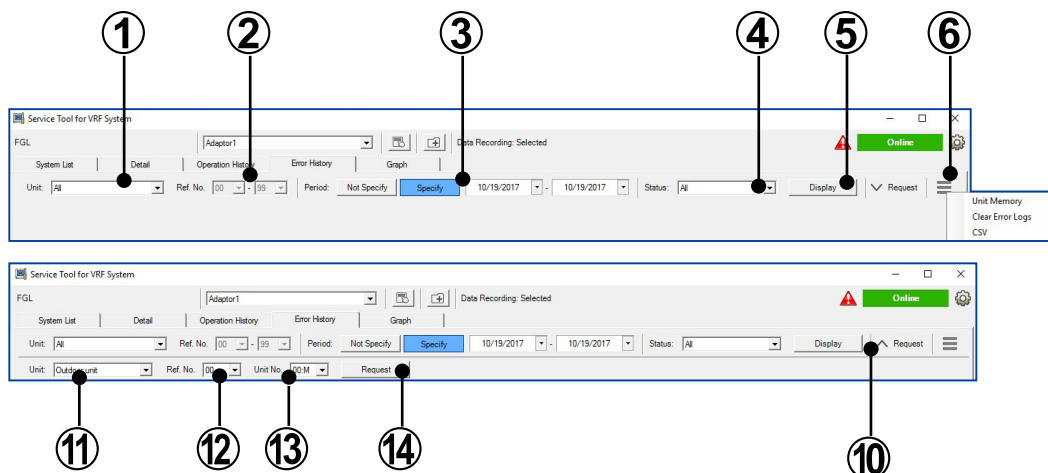 1 2 3 4 5 6
Service Tool for VRF System
FGL Adaptor1 Data Recording: Selected Online
System List Detail Operation History Error History Graph
Unit: All Ref. No. 00 - 99 Period: Not Specify Specify 10/19/2017 - 10/19/2017 Status: All Display Request
Unit Memory
Clear Error Logs
CSV
Service Tool for VRF System
FGL Adaptor1 Data Recording: Selected Online
System List Detail Operation History Error History Graph
Unit: All Ref. No. 00 - 99 Period: Not Specify Specify 10/19/2017 - 10/19/2017 Status: All Display Request
Unit: Outdoor unit Ref. No. 00 Unit No. 00:M Request
11 12 13 14 10